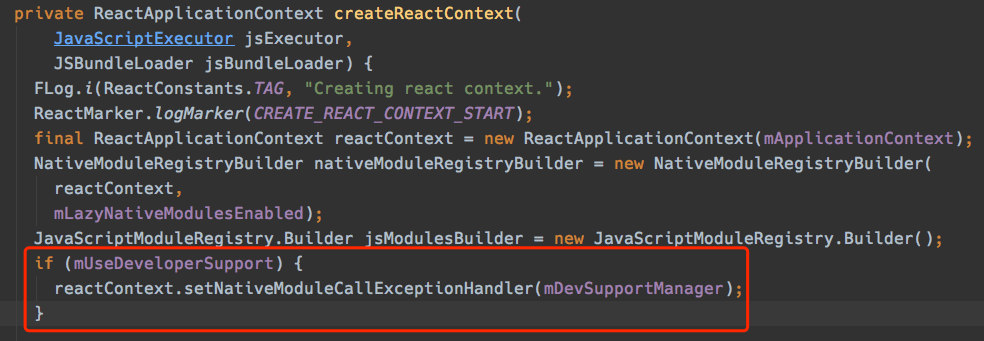 private ReactApplicationContext createReactContext(
JavaScriptExecutor jsExecutor,
JSBundleLoader jsBundleLoader) {
FLog.i(ReactConstants.TAG, "Creating react context.");
ReactMarker.logMarker(CREATE_REACT_CONTEXT_START);
final ReactApplicationContext reactContext = new ReactApplicationContext(mApplicationContext);
NativeModuleRegistryBuilder nativeModuleRegistryBuilder = new NativeModuleRegistryBuilder(
reactContext,
mLazyNativeModulesEnabled);
JavaScriptModuleRegistry.Builder jsModulesBuilder = new JavaScriptModuleRegistry.Builder();
if (mUseDeveloperSupport) {
reactContext.setNativeModuleCallExceptionHandler(mDevSupportManager);
}